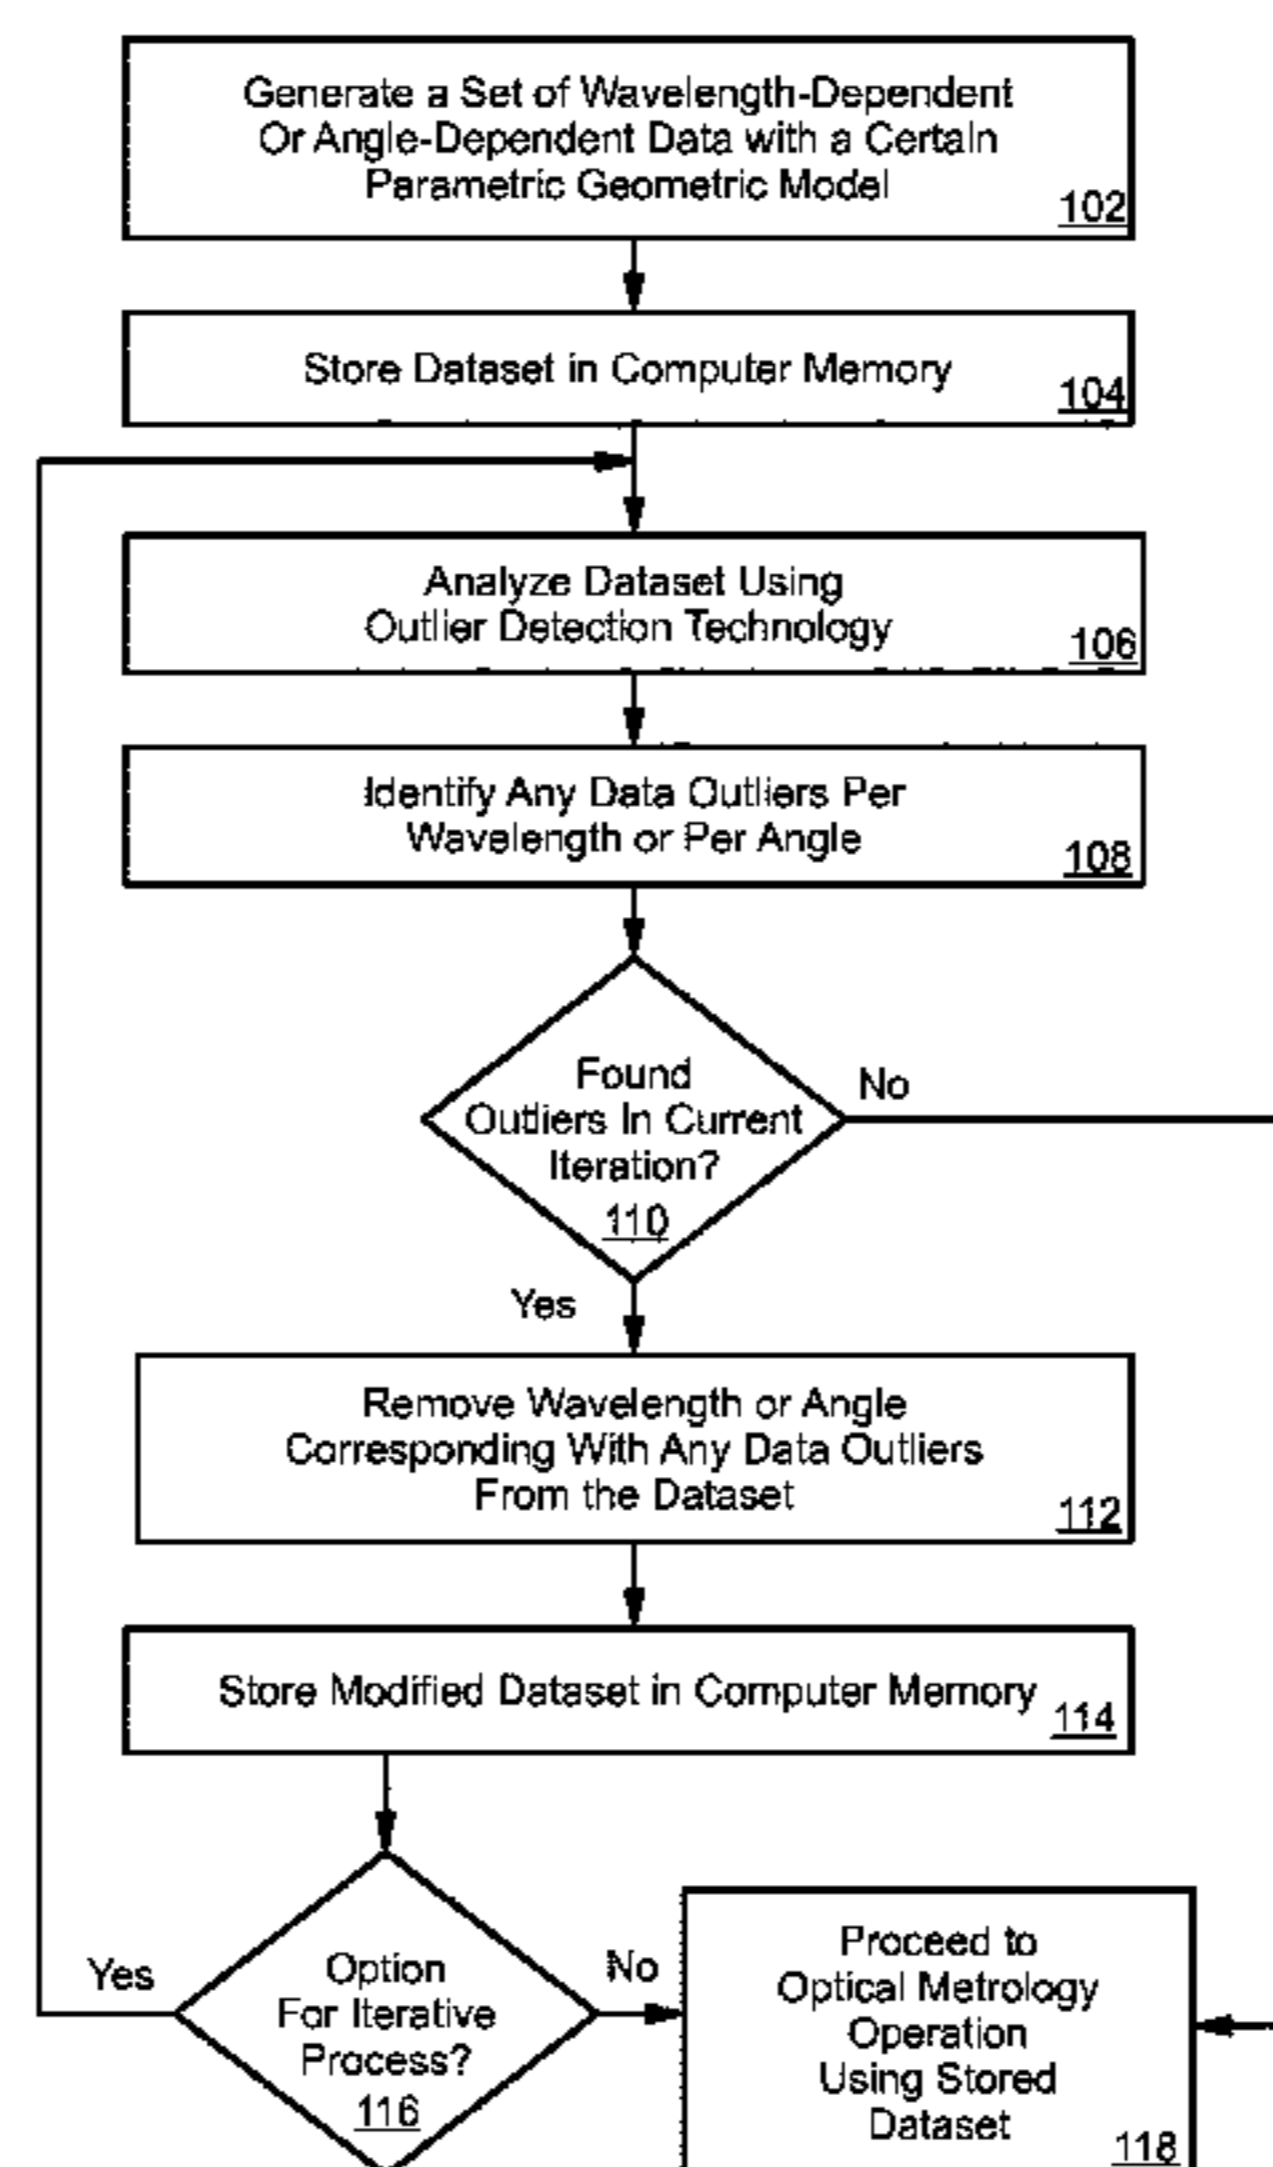 Generate a Set of Wavelength-Dependent
Or Angle-Dependent Data with a Certain
Parametric Geometric Model
102
Store Dataset in Computer Memory
104
Analyze Dataset Using
Outlier Detection Technology
106
Identify Any Data Outliers Per
Wavelength or Per Angle
108
Found
Outliers In Current
Iteration?
110
No
Yes
Remove Wavelength or Angle
Corresponding With Any Data Outliers
From the Dataset
112
Store Modified Dataset in Computer Memory
114
Yes
Option
For Iterative
Process?
116
No
Proceed to
Optical Metrology
Operation
Using Stored
Dataset
118